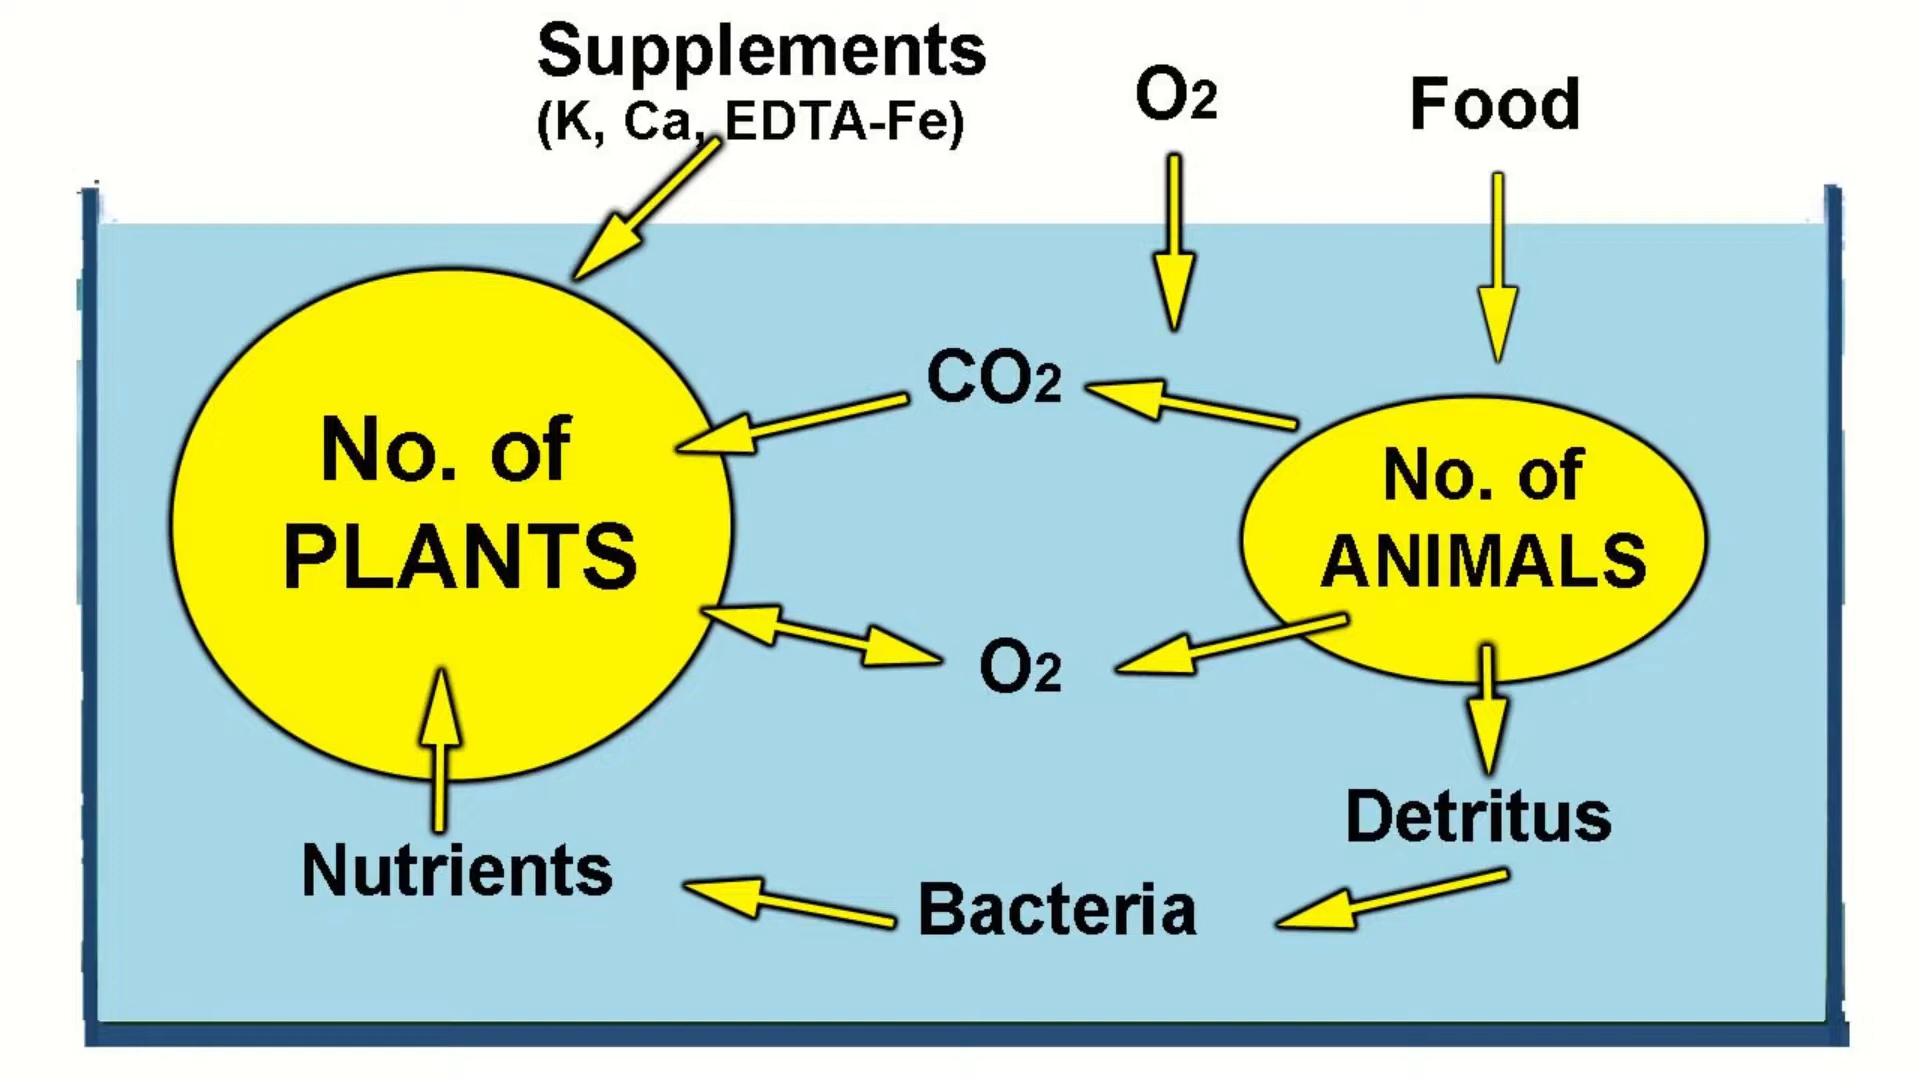 Supplements
(K, Ca, EDTA-Fe)
O2
Food
CO2
No. of
PLANTS
No. of
ANIMALS
O2
Detritus
Nutrients
Bacteria